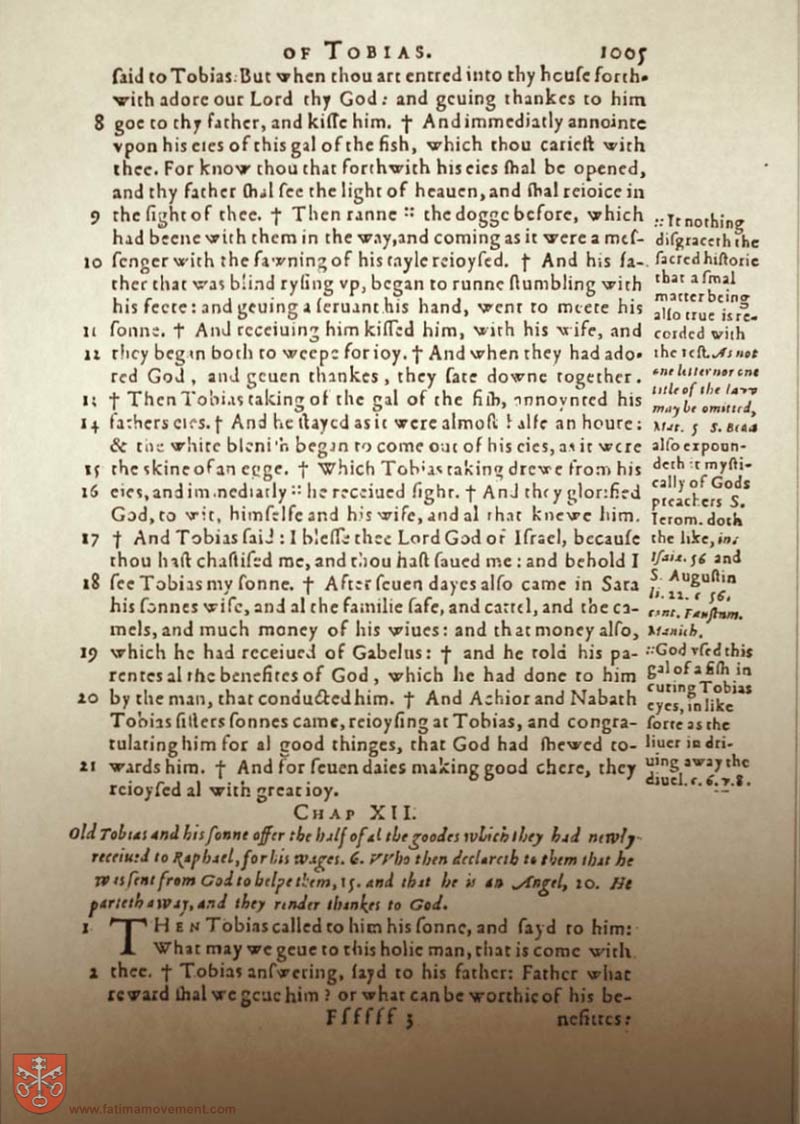 OF TOBIAS. 1005
ſaid to Tobias: But when thou art entred into thy houſe forth-
with adore our Lord thy God: and geuing thankes to him
8 goe to thy father, and kiſſe him. † And immediatly annointe
vpon his eies of this gal of the fiſh, which thou carieſt with
thee. For know thou that forthwith his eies ſhal be opened,
and thy father ſhal ſee the light of heauen, and ſhal reioice in
9 the ſight of thee. † Then ranne :: the dogge before, which
had beene with them in the way, and coming as it were a meſ-
10 ſenger with the fawning of his tayle reioyſed. † And his fa-
ther that was blind ryſing vp, began to runne ſtumbling with
his feete: and geuing a ſeruant his hand, went to meete his
11 ſonne. † And receiuing him kiſſed him, with his wife, and
12 they began both to weepe for ioy. † And when they had ado-
red God, and geuen thankes, they ſate downe together.
13 † Then Tobias taking of the gal of the fiſh, annoynted his
14 fathers eies. † And he ſtayed as it were almoſt halfe an houre:
& the white blemiſh began to come out of his eies, as it were
15 the skine of an egge. † Which Tobias taking drewe from his
16 eies, and immediatly :: he receiued ſight. † And they glorified
God, to wit, himſelfe and his wife, and al that knewe him.
17 † And Tobias ſaid: I bleſſe thee Lord God of Iſrael, becauſe
thou haſt chaſtiſed me, and thou haſt ſaued me: and behold I
18 ſee Tobias my ſonne. † After ſeuen dayes alſo came in Sara
his ſonnes wife, and al the familie ſafe, and cattel, and the ca-
mels, and much money of his wiues: and that money alſo,
19 which he had receiued of Gabelus: † and he told his pa-
rentes al the benefites of God, which he had done to him
20 by the man, that conducted him. † And Achior and Nabath
Tobias ſiſters ſonnes came, reioyſing at Tobias, and congra-
tulating him for al good thinges, that God had ſhewed to-
21 wards him. † And for ſeuen daies making good chere, they
reioyſed al with great ioy.
:: It nothing
diſgraceth the
ſacred hiſtorie
that a ſmal
matter being
alſo true is re-
corded with
the reſt. As not
one letter nor one
title of the law
may be omitted,
Mat. 5 S. Beda
alſo expoun-
deth it myſti-
cally of Gods
preachers S.
Ierom. doth
the like, in:
Iſaix. 56 and
S. Auguſtin
li. 22. c 56.
cont. Fauſtum.
Manich.
:: God vſed this
gal of a fiſh in
curing Tobias
eyes, in like
ſorte as the
liuer in dri-
uing away the
diuel. c. 6. v. 8.
CHAP XII.
Old Tobias and his ſonne offer the half of al the goodes which they had newly
receiued to Raphael, for his wages. 6. VVho then declareth to them that he
was ſent from God to helpe them, 15. and that he is an Angel, 20. He
parteth away, and they render thankes to God.
1 THEN Tobias called to him his ſonne, and ſayd to him:
What may we geue to this holie man, that is come with
2 thee. † Tobias anſwering, ſayd to his father: Father what
reward ſhal we geue him? or what can be worthie of his be-
Fſſſſſ 3 nefittes:
www.fatimamovement.com